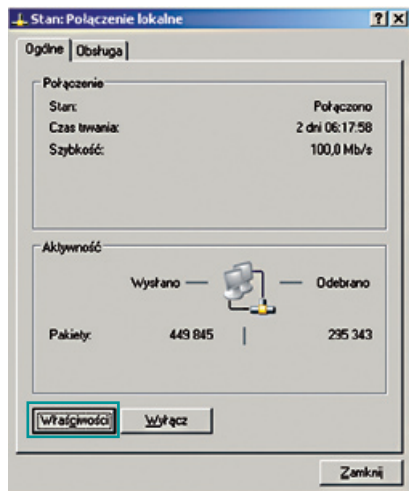 Stan: Połączenie lokalne
Ogólne Obsługa
Połączenie
Stan: Połączono
Czas trwania: 2 dni 06:17:58
Szybkość: 100,0 Mb/s
Aktywność
Wysłano — — Odebrano
Pakiety: 449 845 | 295 343
Właściwości Wyłącz
Zamknij